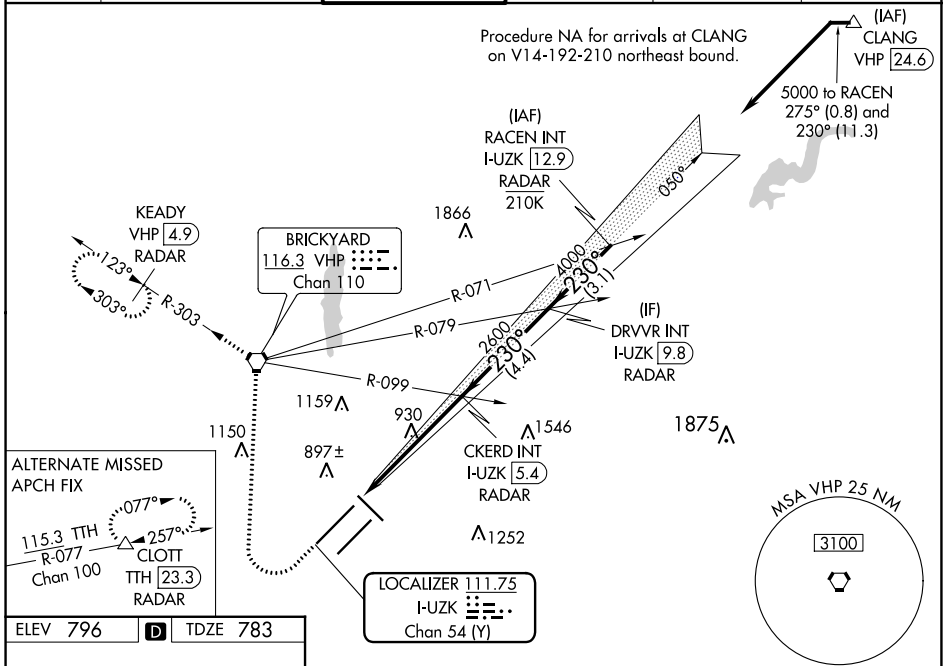 Procedure NA for arrivals at CLANG
on V14-192-210 northeast bound.
(IAF)
CLANG
VHP 24.6
5000 to RACEN
275° (0.8) and
230° (11.3)
(IAF)
RACEN INT
I-UZK 12.9
RADAR
210K
050°
KEADY
VHP 4.9
RADAR
1866
BRICKYARD
116.3 VHP
Chan 110
123°
303°
R-303
R-071
4000
230°
(3.1)
R-079
2600
230°
(4.4)
(IF)
DRVVR INT
I-UZK 9.8
RADAR
R-099
1159
930
1546
1875
1150
897±
CKERD INT
I-UZK 5.4
RADAR
1252
ALTERNATE MISSED
APCH FIX
077°
115.3 TTH
R-077
Chan 100
257°
CLOTT
TTH 23.3
RADAR
MSA VHP 25 NM
3100
LOCALIZER 111.75
I-UZK
Chan 54 (Y)
ELEV 796 D TDZE 783